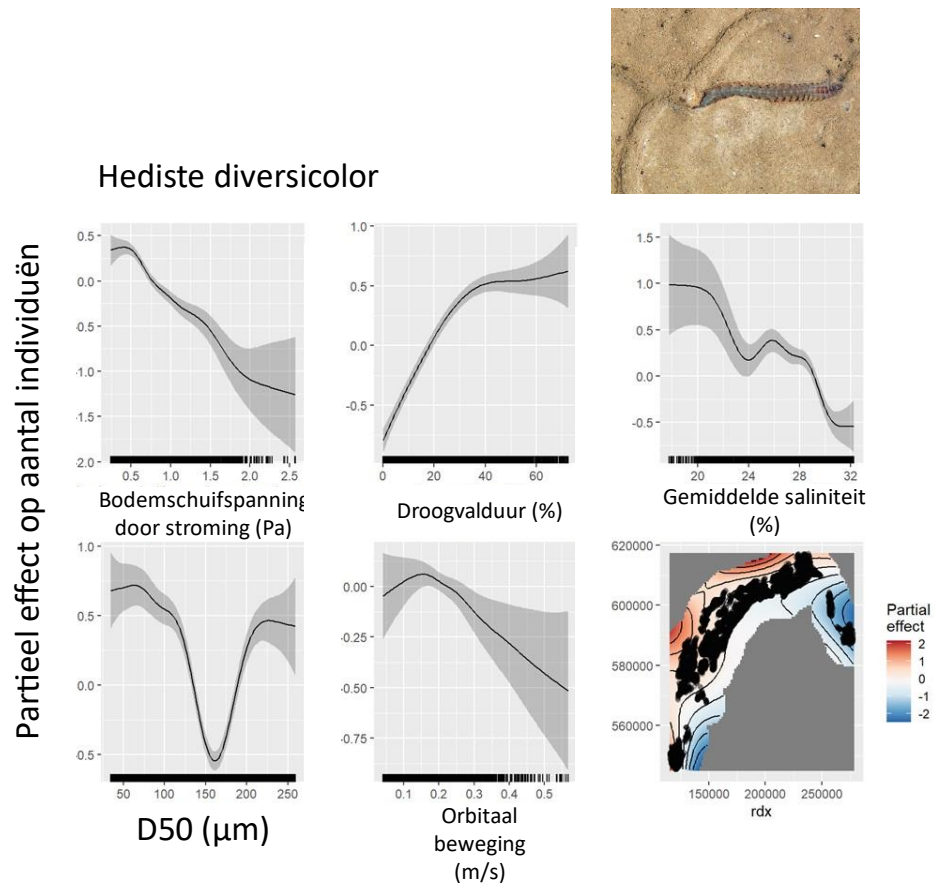 Hediste diversicolor
Partieel effect op aantal individuën
0.5
0.0
-0.5
-1.0
-1.5
2.0
0.0 0.5 1.0 1.5 2.0 2.5
Bodemschuifspanning
door stroming (Pa)
1.0
0.5
0.0
-0.5
0 20 40 60
Droogvalduur (%)
1.5
1.0
0.5
0.0
-0.5
20 24 28 32
Gemiddelde saliniteit
(%)
1.0
0.5
0.0
0.5
50 100 150 200 250
D50 (µm)
0.00
-0.25
-0.50
-0.75
0.1 0.2 0.3 0.4 0.5
Orbitaal
beweging
(m/s)
620000
600000
580000
560000
150000 200000 250000
rdx
Partial
effect
2
1
0
-1
-2